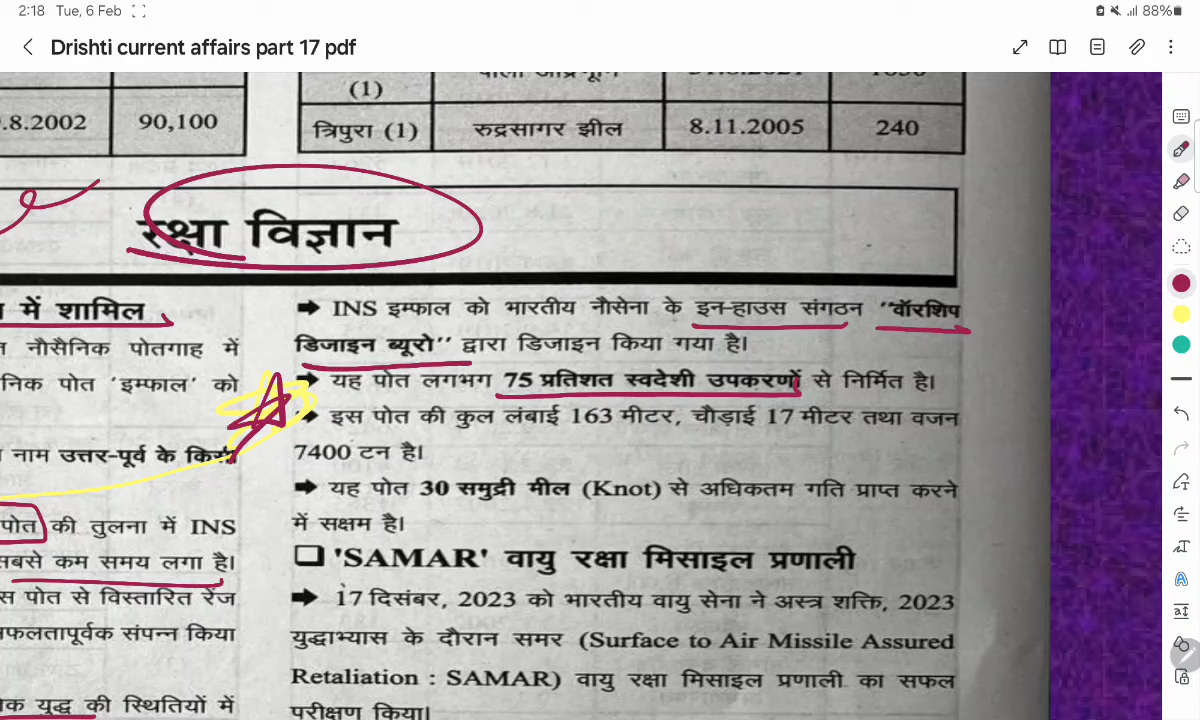 2:18 Tue, 6 Feb
88%
Drishti current affairs part 17 pdf
(1)
.8.2002 90,100
त्रिपुरा (1) रुद्रसागर झील 8.11.2005 240
रक्षा विज्ञान
में शामिल
नौसैनिक पोतगाह में
निक पोत 'इम्फाल' को
नाम उत्तर-पूर्व के किसी
पोत की तुलना में INS
सबसे कम समय लगा है।
स पोत से विस्तारित रेंज
सफलतापूर्वक संपन्न किया
क युद्ध की स्थितियों में
➡ INS इम्फाल को भारतीय नौसेना के इन-हाउस संगठन ''वॉरशिप
डिजाइन ब्यूरो'' द्वारा डिजाइन किया गया है।
➡ यह पोत लगभग 75 प्रतिशत स्वदेशी उपकरणों से निर्मित है।
➡ इस पोत की कुल लंबाई 163 मीटर, चौड़ाई 17 मीटर तथा वजन
7400 टन है।
➡ यह पोत 30 समुद्री मील (Knot) से अधिकतम गति प्राप्त करने
में सक्षम है।
❑ 'SAMAR' वायु रक्षा मिसाइल प्रणाली
➡ 17 दिसंबर, 2023 को भारतीय वायु सेना ने अस्त्र शक्ति, 2023
युद्धाभ्यास के दौरान समर (Surface to Air Missile Assured
Retaliation : SAMAR) वायु रक्षा मिसाइल प्रणाली का सफल
परीक्षण किया।